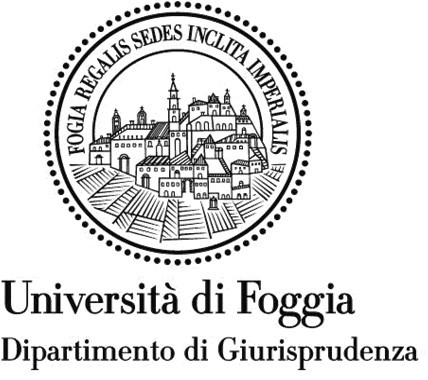 FOGIA REGALIS SEDES INCLITA IMPERIALIS
Università di Foggia
Dipartimento di Giurisprudenza